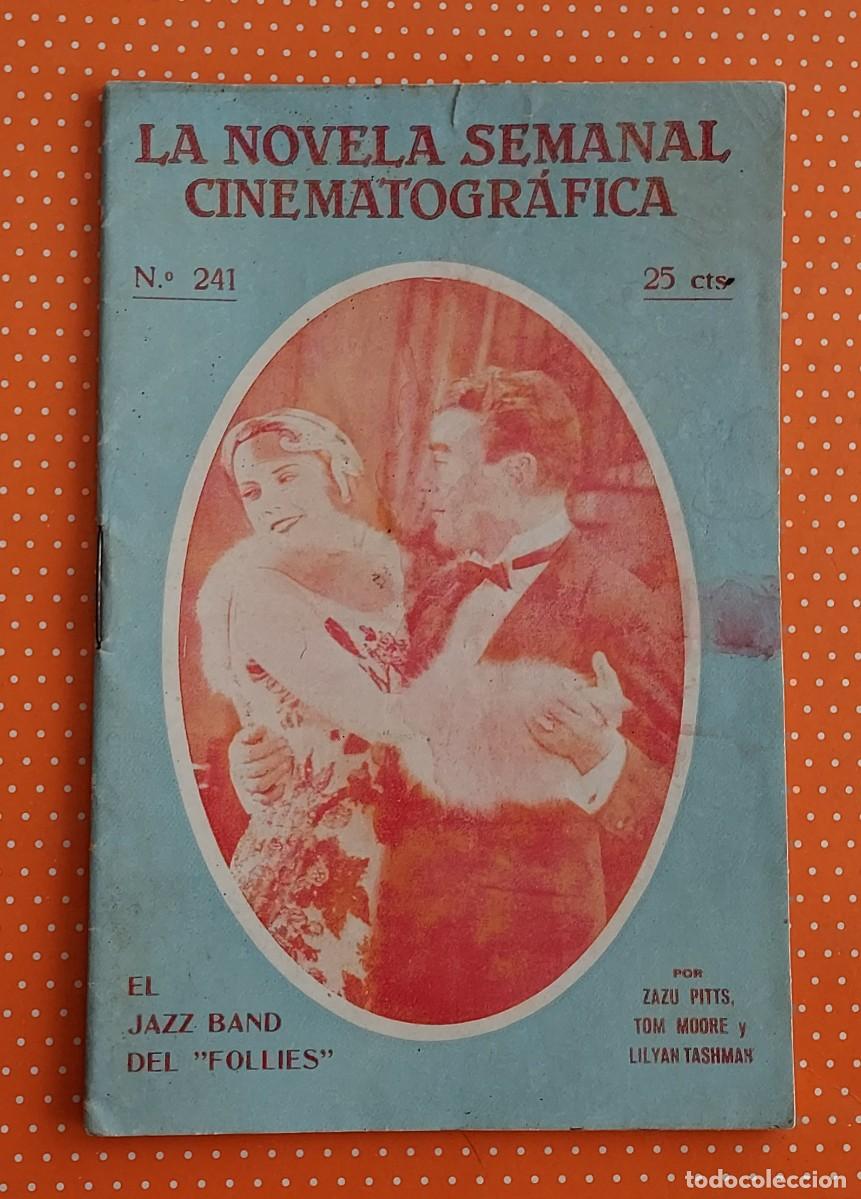 LA NOVELA SEMANAL
CINEMATOGRÁFICA
N.º 241
25 cts.
EL
JAZZ-BAND
DEL "FOLLIES"
POR
ZAZU PITTS,
TOM MOORE y
LILYAN TASHMAN
todocoleccion